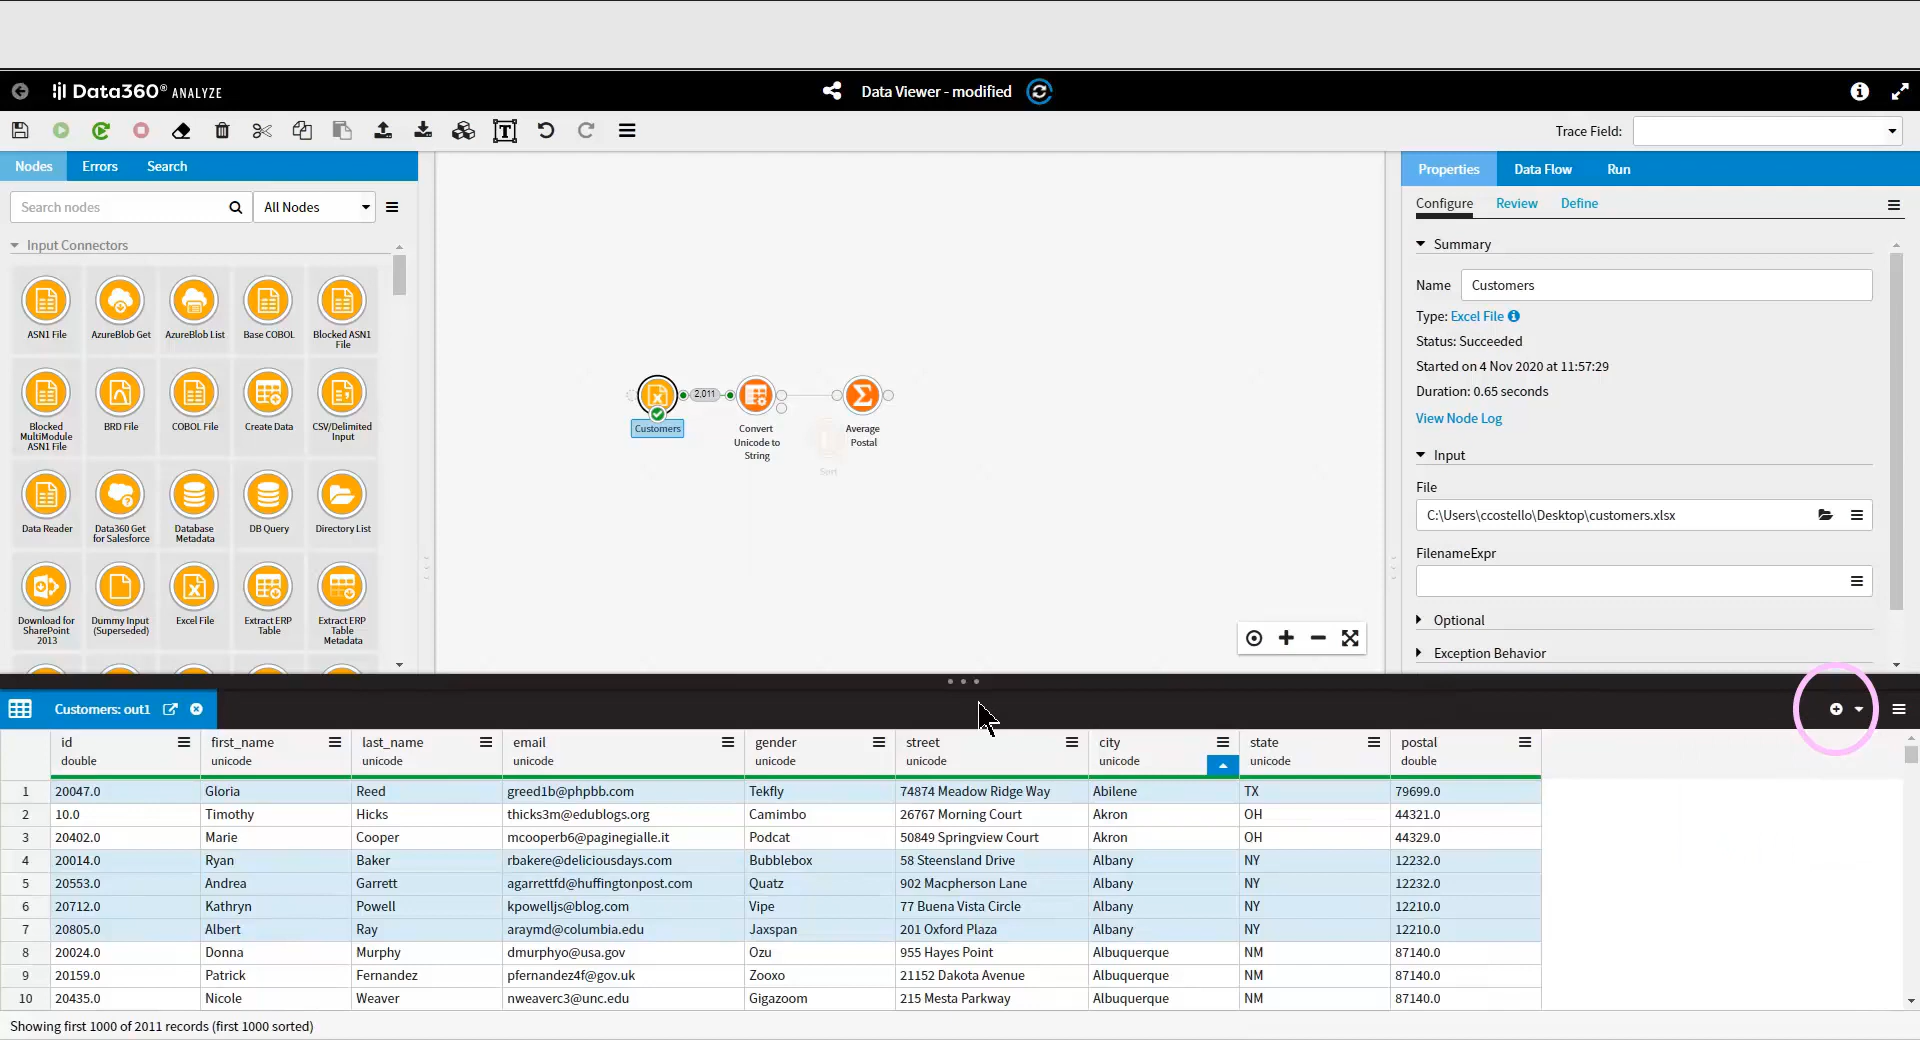 Data360® ANALYZE
Data Viewer - modified
Trace Field:
Nodes Errors Search
Search nodes All Nodes
Input Connectors
ASN1 File AzureBlob Get AzureBlob List Base COBOL Blocked ASN1 File
Blocked MultiModule ASN1 File BRD File COBOL File Create Data CSV/Delimited Input
Data Reader Data360 Get for Salesforce Database Metadata DB Query Directory List
Download for SharePoint 2013 Dummy Input (Superseded) Excel File Extract ERP Table Extract ERP Table Metadata
2,011
Customers
Convert Unicode to String
Sort
Average Postal
Properties Data Flow Run
Configure Review Define
Summary
Name Customers
Type: Excel File
Status: Succeeded
Started on 4 Nov 2020 at 11:57:29
Duration: 0.65 seconds
View Node Log
Input
File
C:\Users\ccostello\Desktop\customers.xlsx
FilenameExpr
Optional
Exception Behavior
Customers: out1
id first_name last_name email gender street city state postal
double unicode unicode unicode unicode unicode unicode unicode double
1 20047.0 Gloria Reed greed1b@phpbb.com Tekfly 74874 Meadow Ridge Way Abilene TX 79699.0
2 10.0 Timothy Hicks thicks3m@edublogs.org Camimbo 26767 Morning Court Akron OH 44321.0
3 20402.0 Marie Cooper mcooperb6@paginegialle.it Podcat 50849 Springview Court Akron OH 44329.0
4 20014.0 Ryan Baker rbakere@deliciousdays.com Bubblebox 58 Steensland Drive Albany NY 12232.0
5 20553.0 Andrea Garrett agarrettfd@huffingtonpost.com Quatz 902 Macpherson Lane Albany NY 12232.0
6 20712.0 Kathryn Powell kpowelljs@blog.com Vipe 77 Buena Vista Circle Albany NY 12210.0
7 20805.0 Albert Ray araymd@columbia.edu Jaxspan 201 Oxford Plaza Albany NY 12210.0
8 20024.0 Donna Murphy dmurphyo@usa.gov Ozu 955 Hayes Point Albuquerque NM 87140.0
9 20159.0 Patrick Fernandez pfernandez4f@gov.uk Zooxo 21152 Dakota Avenue Albuquerque NM 87140.0
10 20435.0 Nicole Weaver nweaverc3@unc.edu Gigazoom 215 Mesta Parkway Albuquerque NM 87140.0
Showing first 1000 of 2011 records (first 1000 sorted)